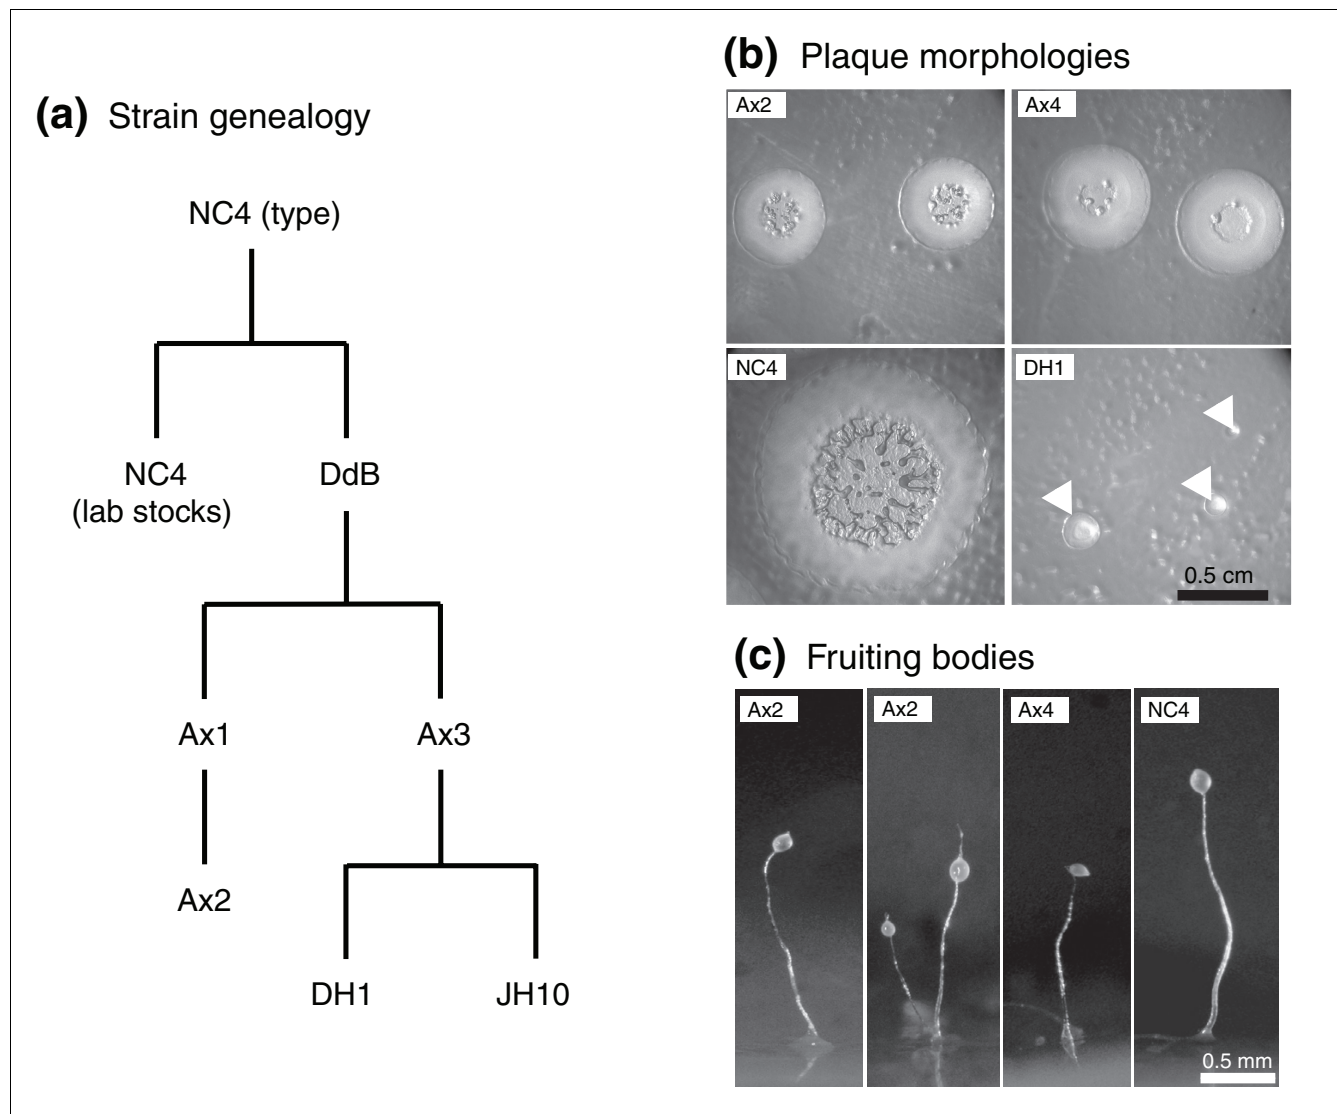 (a) Strain genealogy
NC4 (type)
NC4
(lab stocks)
DdB
Ax1
Ax3
Ax2
DH1
JH10
(b) Plaque morphologies
Ax2
Ax4
NC4
DH1
0.5 cm
(c) Fruiting bodies
Ax2
Ax2
Ax4
NC4
0.5 mm